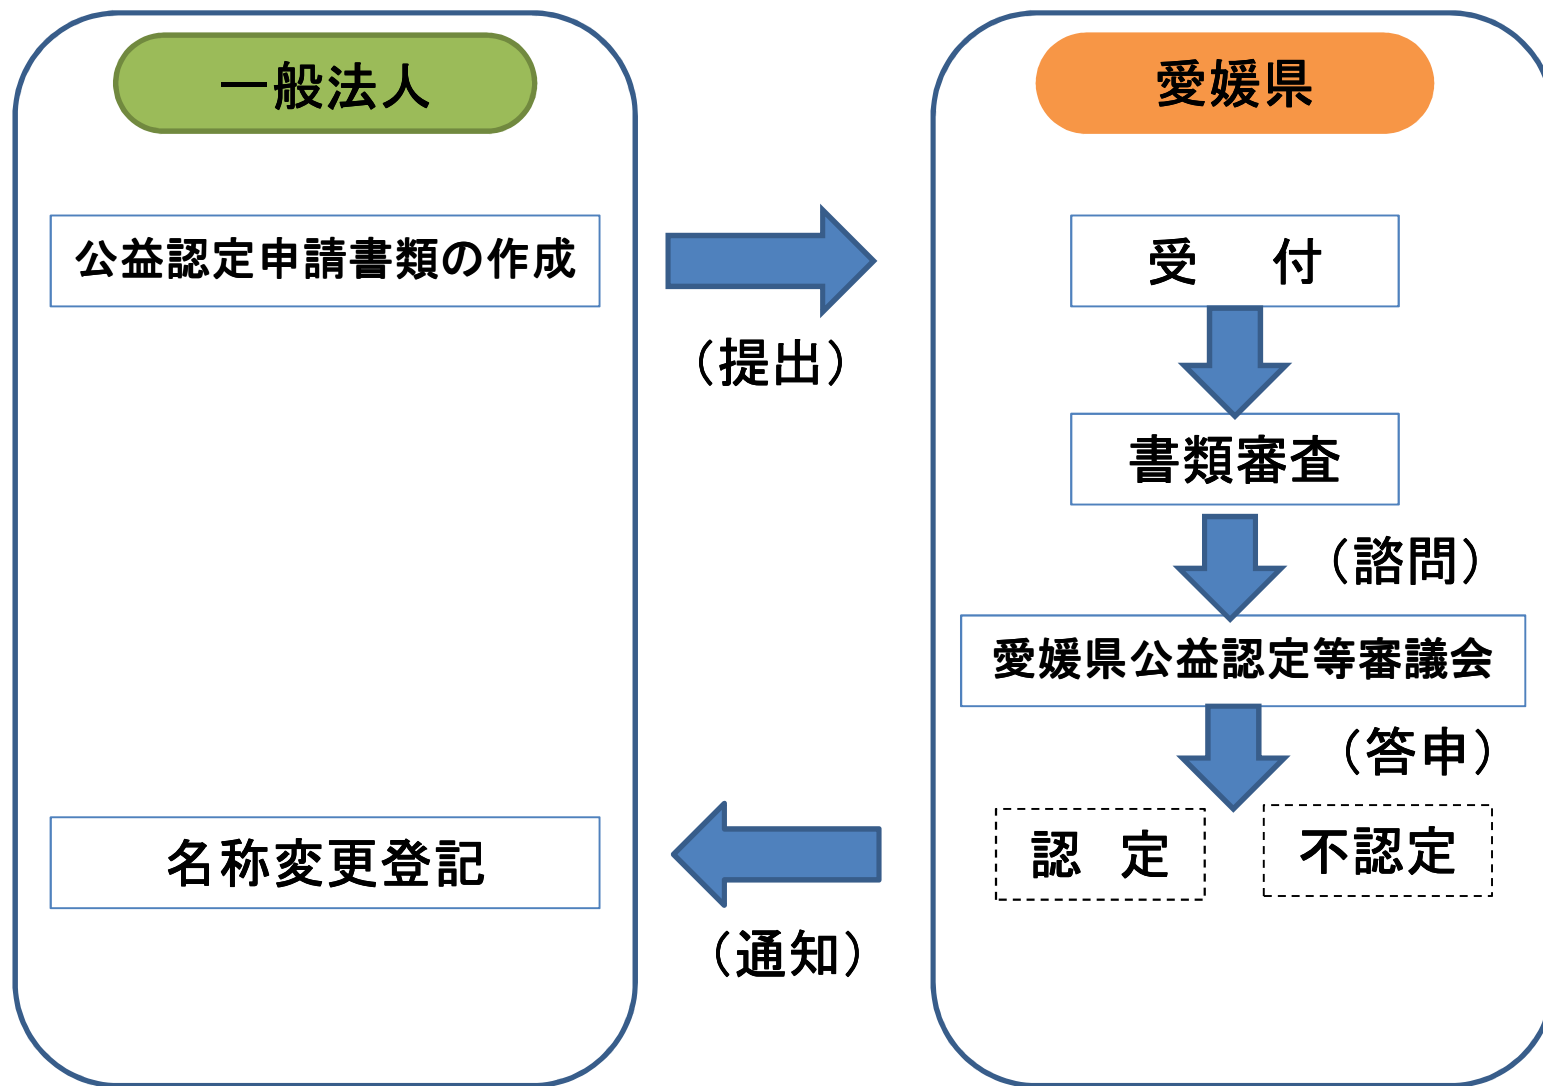 一般法人
公益認定申請書類の作成
（提出）
愛媛県
受　付
書類審査
（諮問）
愛媛県公益認定等審議会
（答申）
認　定
不認定
（通知）
名称変更登記